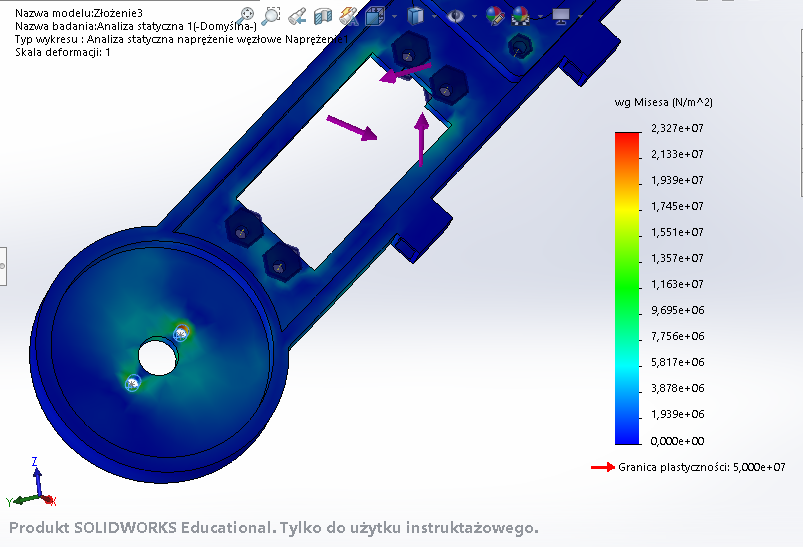 Nazwa modelu:Złożenie3
Nazwa badania:Analiza statyczna 1(-Domyślna-)
Typ wykresu : Analiza statyczna naprężenie węzłowe Naprężenie1
Skala deformacji: 1
wg Misesa (N/m^2)
2,327e+07
2,133e+07
1,939e+07
1,745e+07
1,551e+07
1,357e+07
1,163e+07
9,695e+06
7,756e+06
5,817e+06
3,878e+06
1,939e+06
0,000e+00
Granica plastyczności: 5,000e+07
Z
Y
X
Produkt SOLIDWORKS Educational. Tylko do użytku instruktażowego.